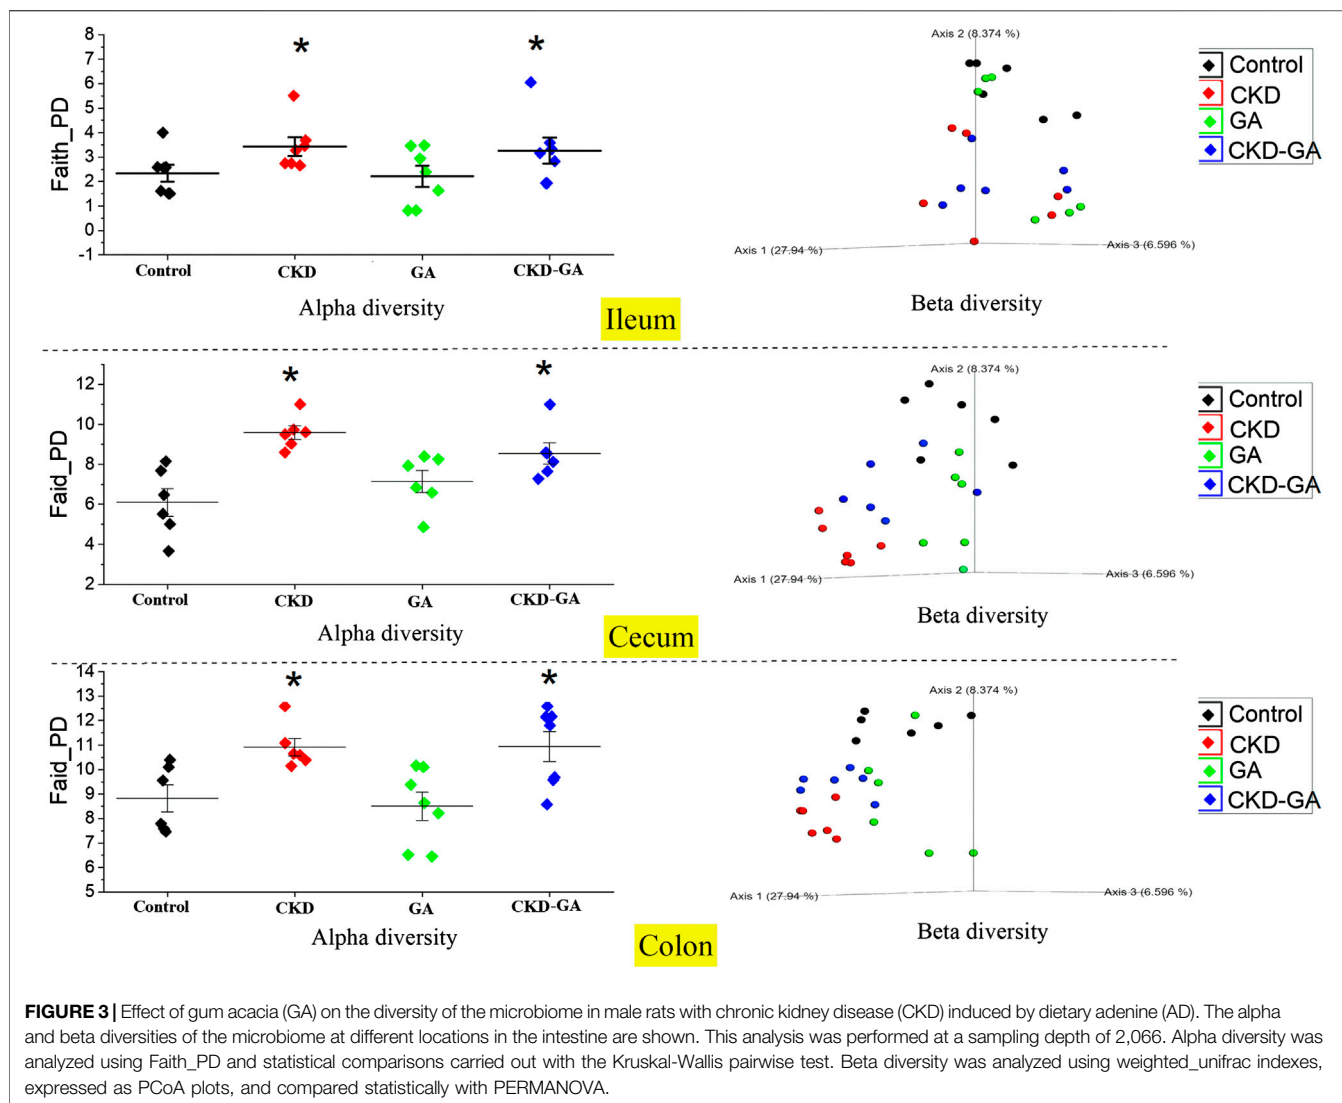 8
7
6
5
4
3
2
1
0
-1
Faith_PD
*
*
Control
CKD
GA
CKD-GA
Alpha diversity
Axis 2 (8.374 %)
Axis 1 (27.94 %)
Axis 3 (6.596 %)
Beta diversity
Control
CKD
GA
CKD-GA
Ileum
12
10
8
6
4
2
Faid_PD
*
*
Control
CKD
GA
CKD-GA
Alpha diversity
Axis 2 (8.374 %)
Axis 1 (27.94 %)
Axis 3 (6.596 %)
Beta diversity
Control
CKD
GA
CKD-GA
Cecum
14
13
12
11
10
9
8
7
6
5
Faid_PD
*
*
Control
CKD
GA
CKD-GA
Alpha diversity
Axis 2 (8.374 %)
Axis 1 (27.94 %)
Axis 3 (6.596 %)
Beta diversity
Control
CKD
GA
CKD-GA
Colon
FIGURE 3 | Effect of gum acacia (GA) on the diversity of the microbiome in male rats with chronic kidney disease (CKD) induced by dietary adenine (AD). The alpha
and beta diversities of the microbiome at different locations in the intestine are shown. This analysis was performed at a sampling depth of 2,066. Alpha diversity was
analyzed using Faith_PD and statistical comparisons carried out with the Kruskal-Wallis pairwise test. Beta diversity was analyzed using weighted_unifrac indexes,
expressed as PCoA plots, and compared statistically with PERMANOVA.